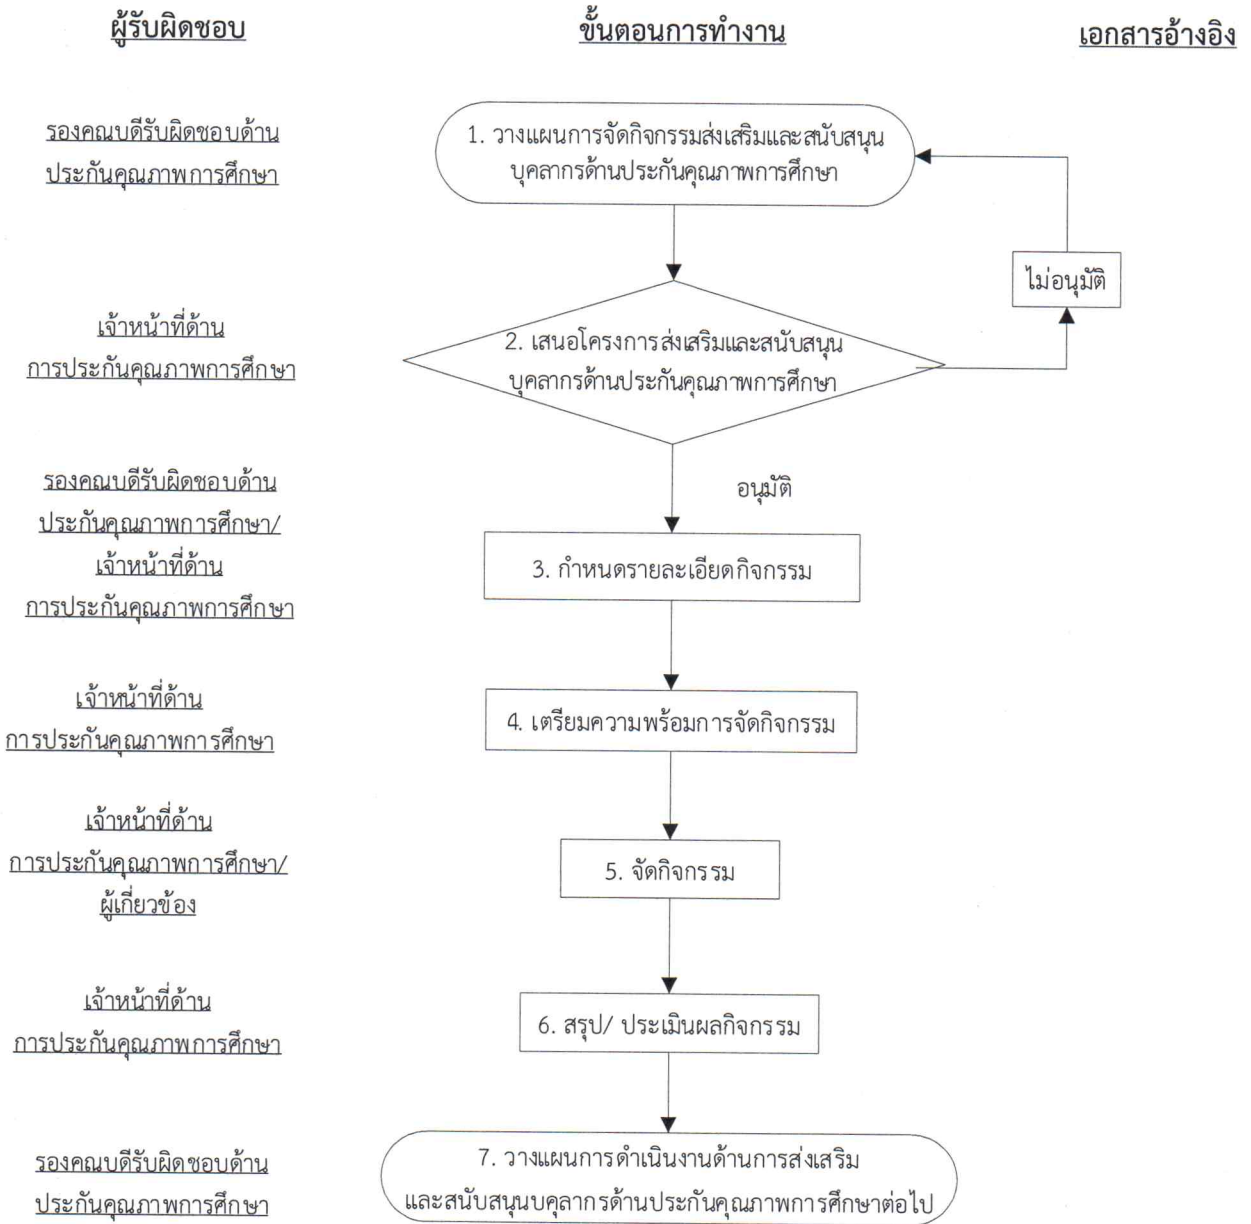 ผู้รับผิดชอบ
ขั้นตอนการทำงาน
เอกสารอ้างอิง
รองคณบดีรับผิดชอบด้าน
ประกันคุณภาพการศึกษา
1. วางแผนการจัดกิจกรรมส่งเสริมและสนับสนุน
บุคลากรด้านประกันคุณภาพการศึกษา
ไม่อนุมัติ
เจ้าหน้าที่ด้าน
การประกันคุณภาพการศึกษา
2. เสนอโครงการส่งเสริมและสนับสนุน
บุคลากรด้านประกันคุณภาพการศึกษา
อนุมัติ
รองคณบดีรับผิดชอบด้าน
ประกันคุณภาพการศึกษา/
เจ้าหน้าที่ด้าน
การประกันคุณภาพการศึกษา
3. กำหนดรายละเอียดกิจกรรม
เจ้าหน้าที่ด้าน
การประกันคุณภาพการศึกษา
4. เตรียมความพร้อมการจัดกิจกรรม
เจ้าหน้าที่ด้าน
การประกันคุณภาพการศึกษา/
ผู้เกี่ยวข้อง
5. จัดกิจกรรม
เจ้าหน้าที่ด้าน
การประกันคุณภาพการศึกษา
6. สรุป/ ประเมินผลกิจกรรม
รองคณบดีรับผิดชอบด้าน
ประกันคุณภาพการศึกษา
7. วางแผนการดำเนินงานด้านการส่งเสริม
และสนับสนุนบคุลากรด้านประกันคุณภาพการศึกษาต่อไป